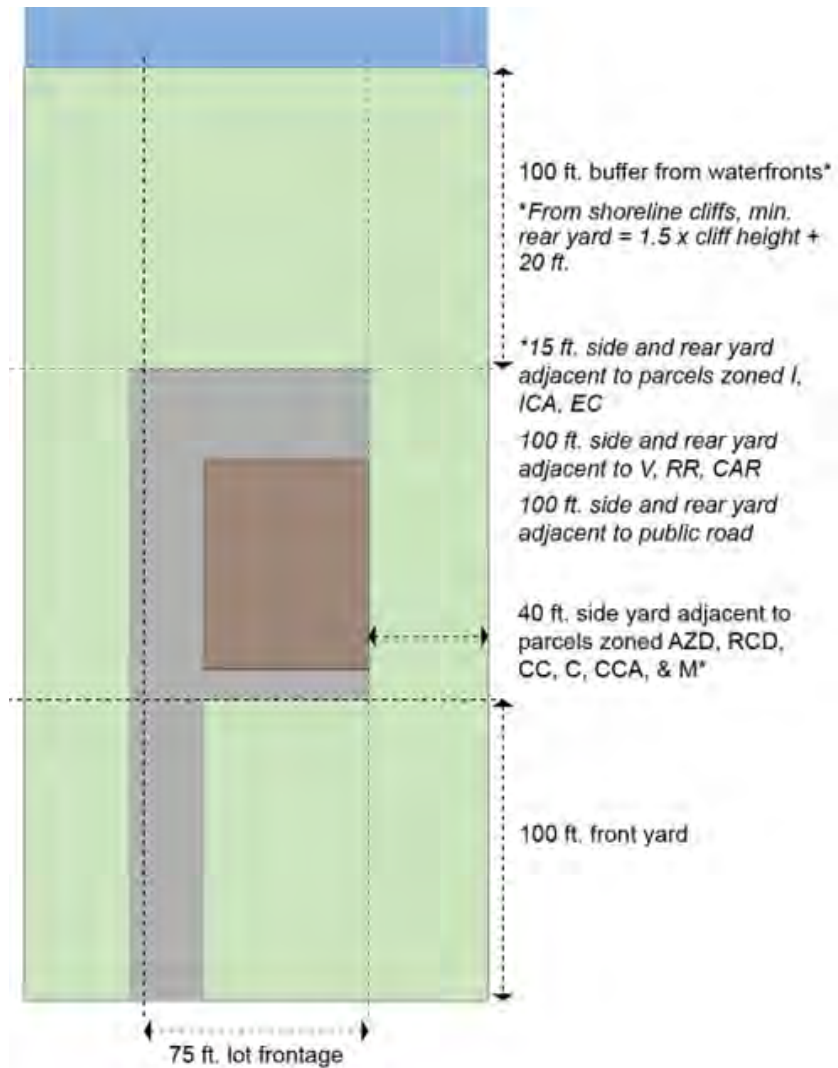 100 ft. buffer from waterfronts*
*From shoreline cliffs, min.
rear yard = 1.5 x cliff height +
20 ft.
*15 ft. side and rear yard
adjacent to parcels zoned I,
ICA, EC
100 ft. side and rear yard
adjacent to V, RR, CAR
100 ft. side and rear yard
adjacent to public road
40 ft. side yard adjacent to
parcels zoned AZD, RCD,
CC, C, CCA, & M*
100 ft. front yard
75 ft. lot frontage